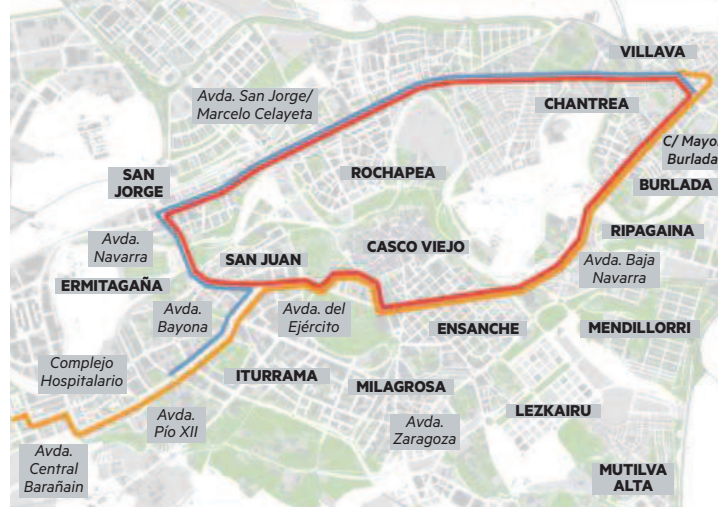 VILLAVA
Avda. San Jorge/
Marcelo Celayeta
CHANTREA
C/ Mayor
Burlada
SAN
JORGE
ROCHAPEA
BURLADA
RIPAGAINA
Avda.
Navarra
SAN JUAN
CASCO VIEJO
Avda. Baja
Navarra
ERMITAGAÑA
Avda.
Bayona
Avda. del
Ejército
ENSANCHE
MENDILLORRI
Complejo
Hospitalario
ITURRAMA
MILAGROSA
LEZKAIRU
Avda.
Pío XII
Avda.
Zaragoza
Avda.
Central
Barañain
MUTILVA
ALTA